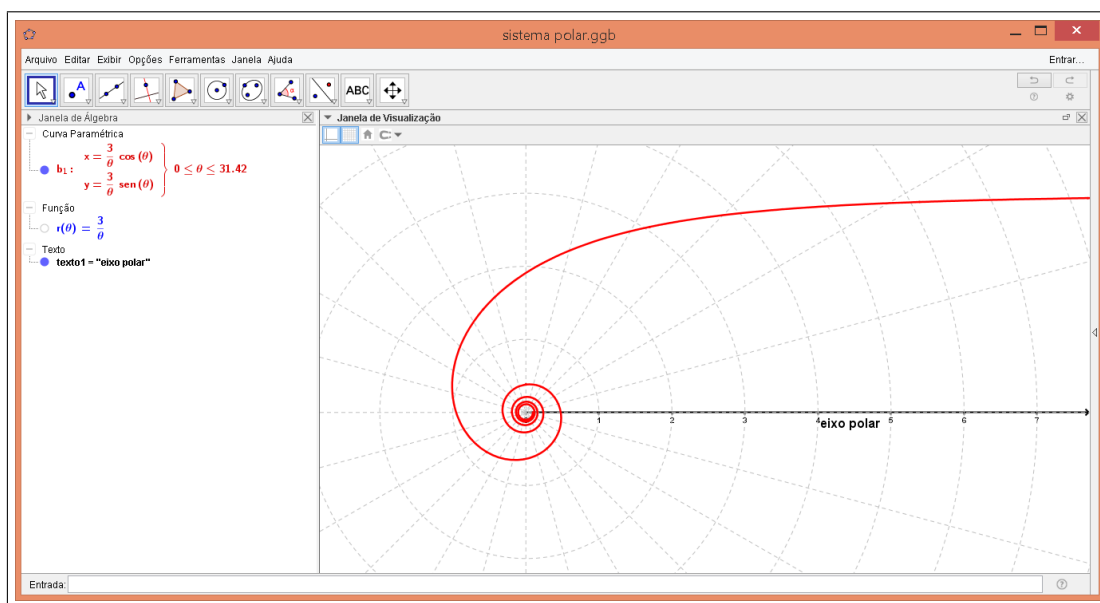 sistema polar.ggb
Arquivo Editar Exibir Opções Ferramentas Janela Ajuda Entrar...
ABC
Janela de Álgebra
Janela de Visualização
Curva Paramétrica
b₁: x = 3/θ cos (θ) y = 3/θ sen (θ) } 0 ≤ θ ≤ 31.42
Função
r(θ) = 3/θ
Texto
texto1 = "eixo polar"
1 2 3 4 5 6 7
eixo polar
Entrada: